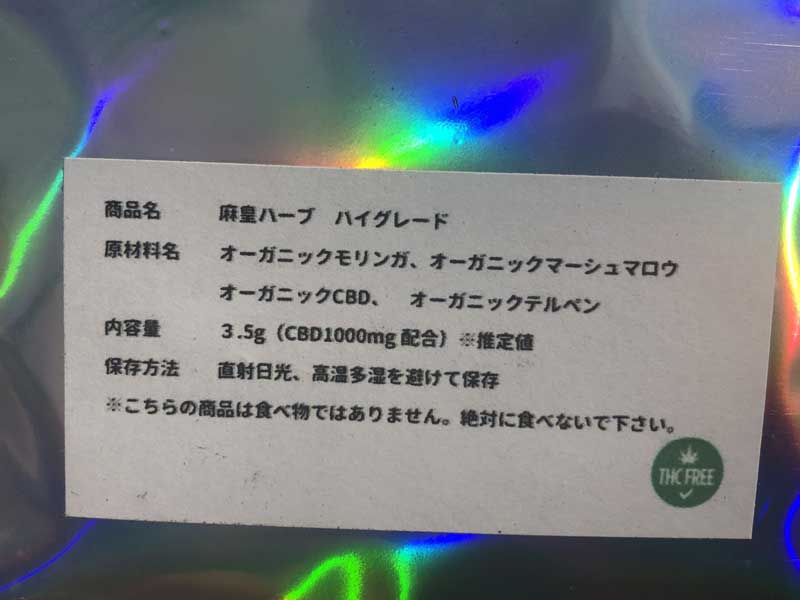 商品名 麻皇ハーブ ハイグレード
原材料名 オーガニックモリンガ、オーガニックマーシュマロウ
オーガニックCBD、 オーガニックテルペン
内容量 3.5g（CBD1000mg 配合）※推定値
保存方法 直射日光、高温多湿を避けて保存
※こちらの商品は食べ物ではありません。絶対に食べないで下さい。
THC FREE